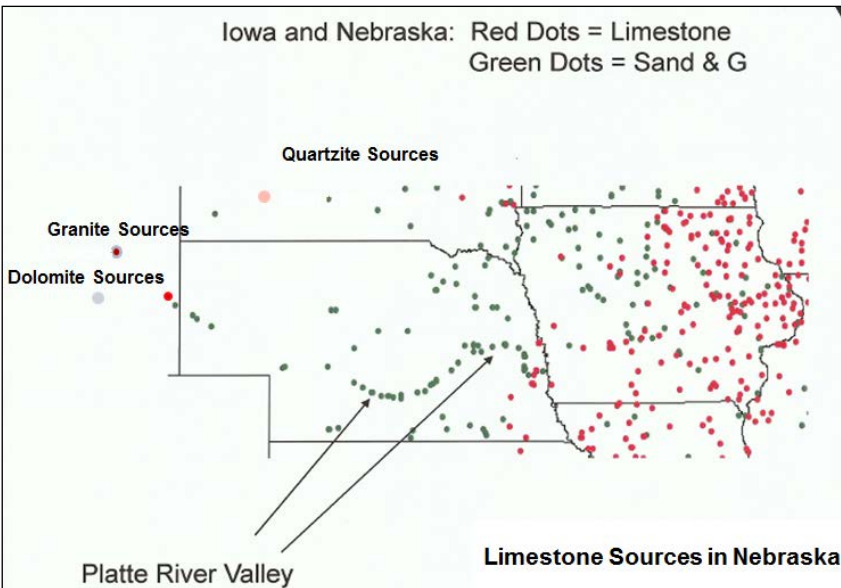 Iowa and Nebraska: Red Dots = Limestone
Green Dots = Sand & G
Quartzite Sources
Granite Sources
Dolomite Sources
Platte River Valley
Limestone Sources in Nebraska